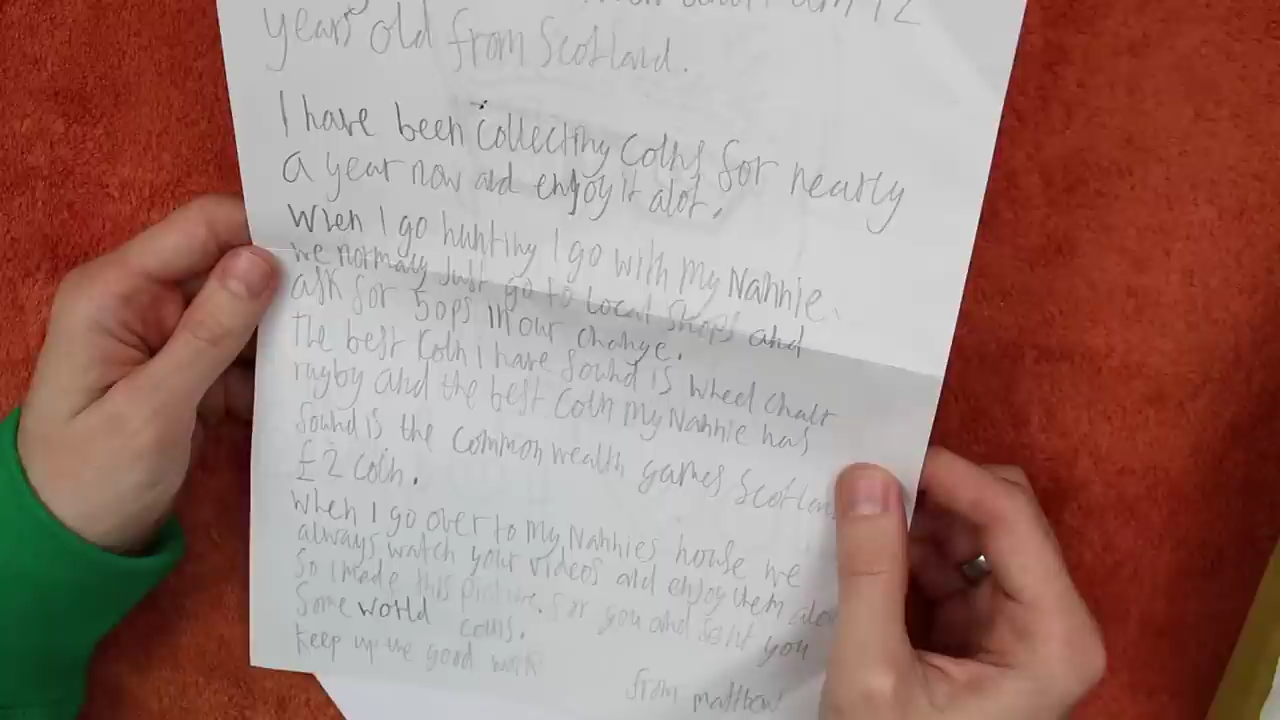 I am 12
years old from Scotland.
I have been collecting coins for nearly
a year now and enjoy it alot.
When I go hunting I go with my Nannie.
we normaly Just go to local shops and
ask for 50ps in our change.
The best Coin I have found is wheel chair
rugby and the best coin my Nannie has
found is the common wealth games Scotland
£2 coin.
When I go over to my Nannies house we
always watch your videos and enjoy them alot
So i made this picture for you and sent you
Some world coins.
keep up the good work
from matthew